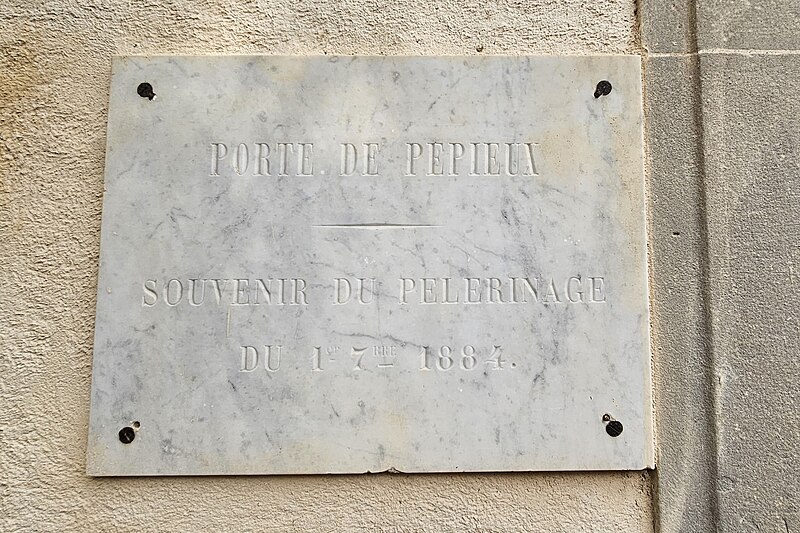 PORTE DE PEPIEUX
SOUVENIR DU PELERINAGE
DU 1ER 7BRE 1884.